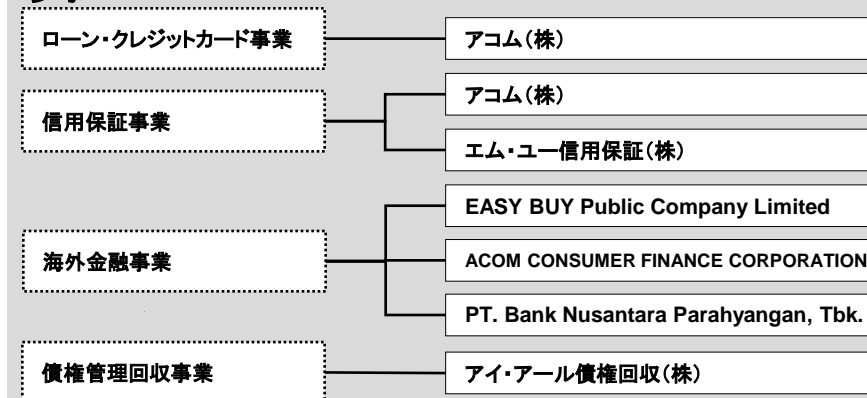 ローン・クレジットカード事業
アコム（株）
信用保証事業
アコム（株）
エム・ユー信用保証（株）
海外金融事業
EASY BUY Public Company Limited
ACOM CONSUMER FINANCE CORPORATION
PT. Bank Nusantara Parahyangan, Tbk.
債権管理回収事業
アイ・アール債権回収（株）